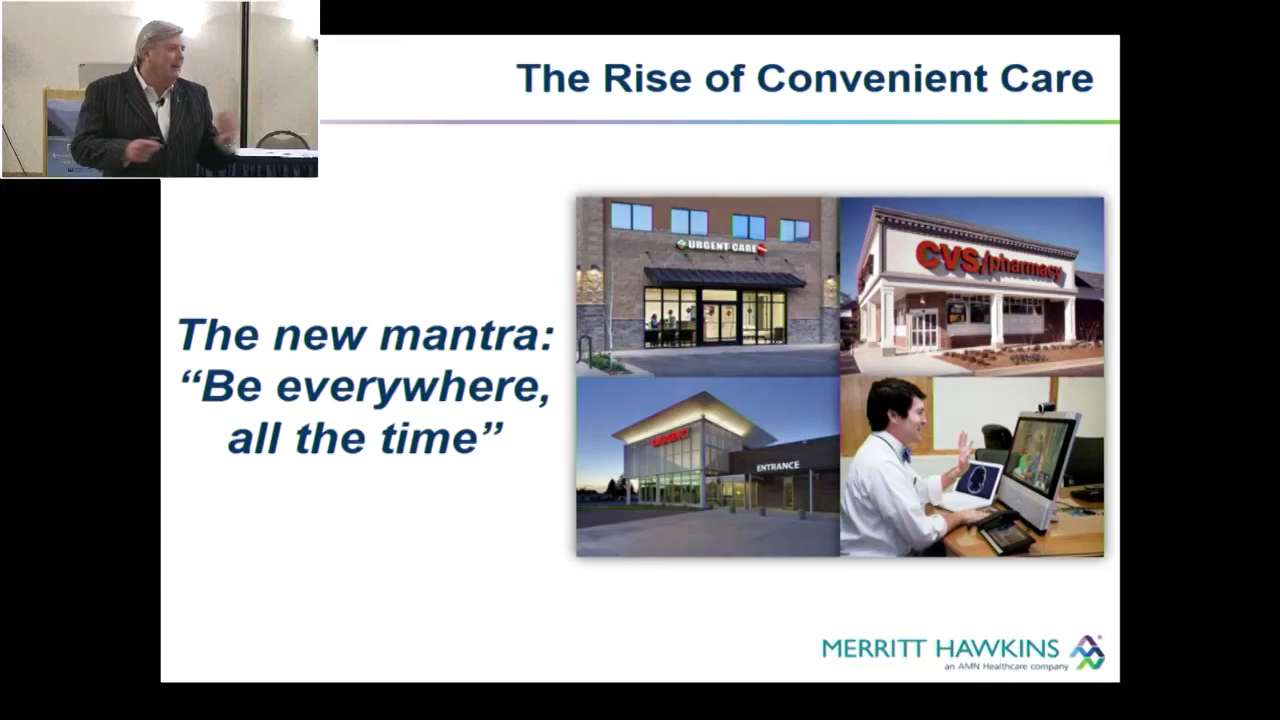 The Rise of Convenient Care
The new mantra:
“Be everywhere,
all the time”
URGENT CARE
CVS/pharmacy
EMERGENCY
ENTRANCE
MERRITT HAWKINS
an AMN Healthcare company